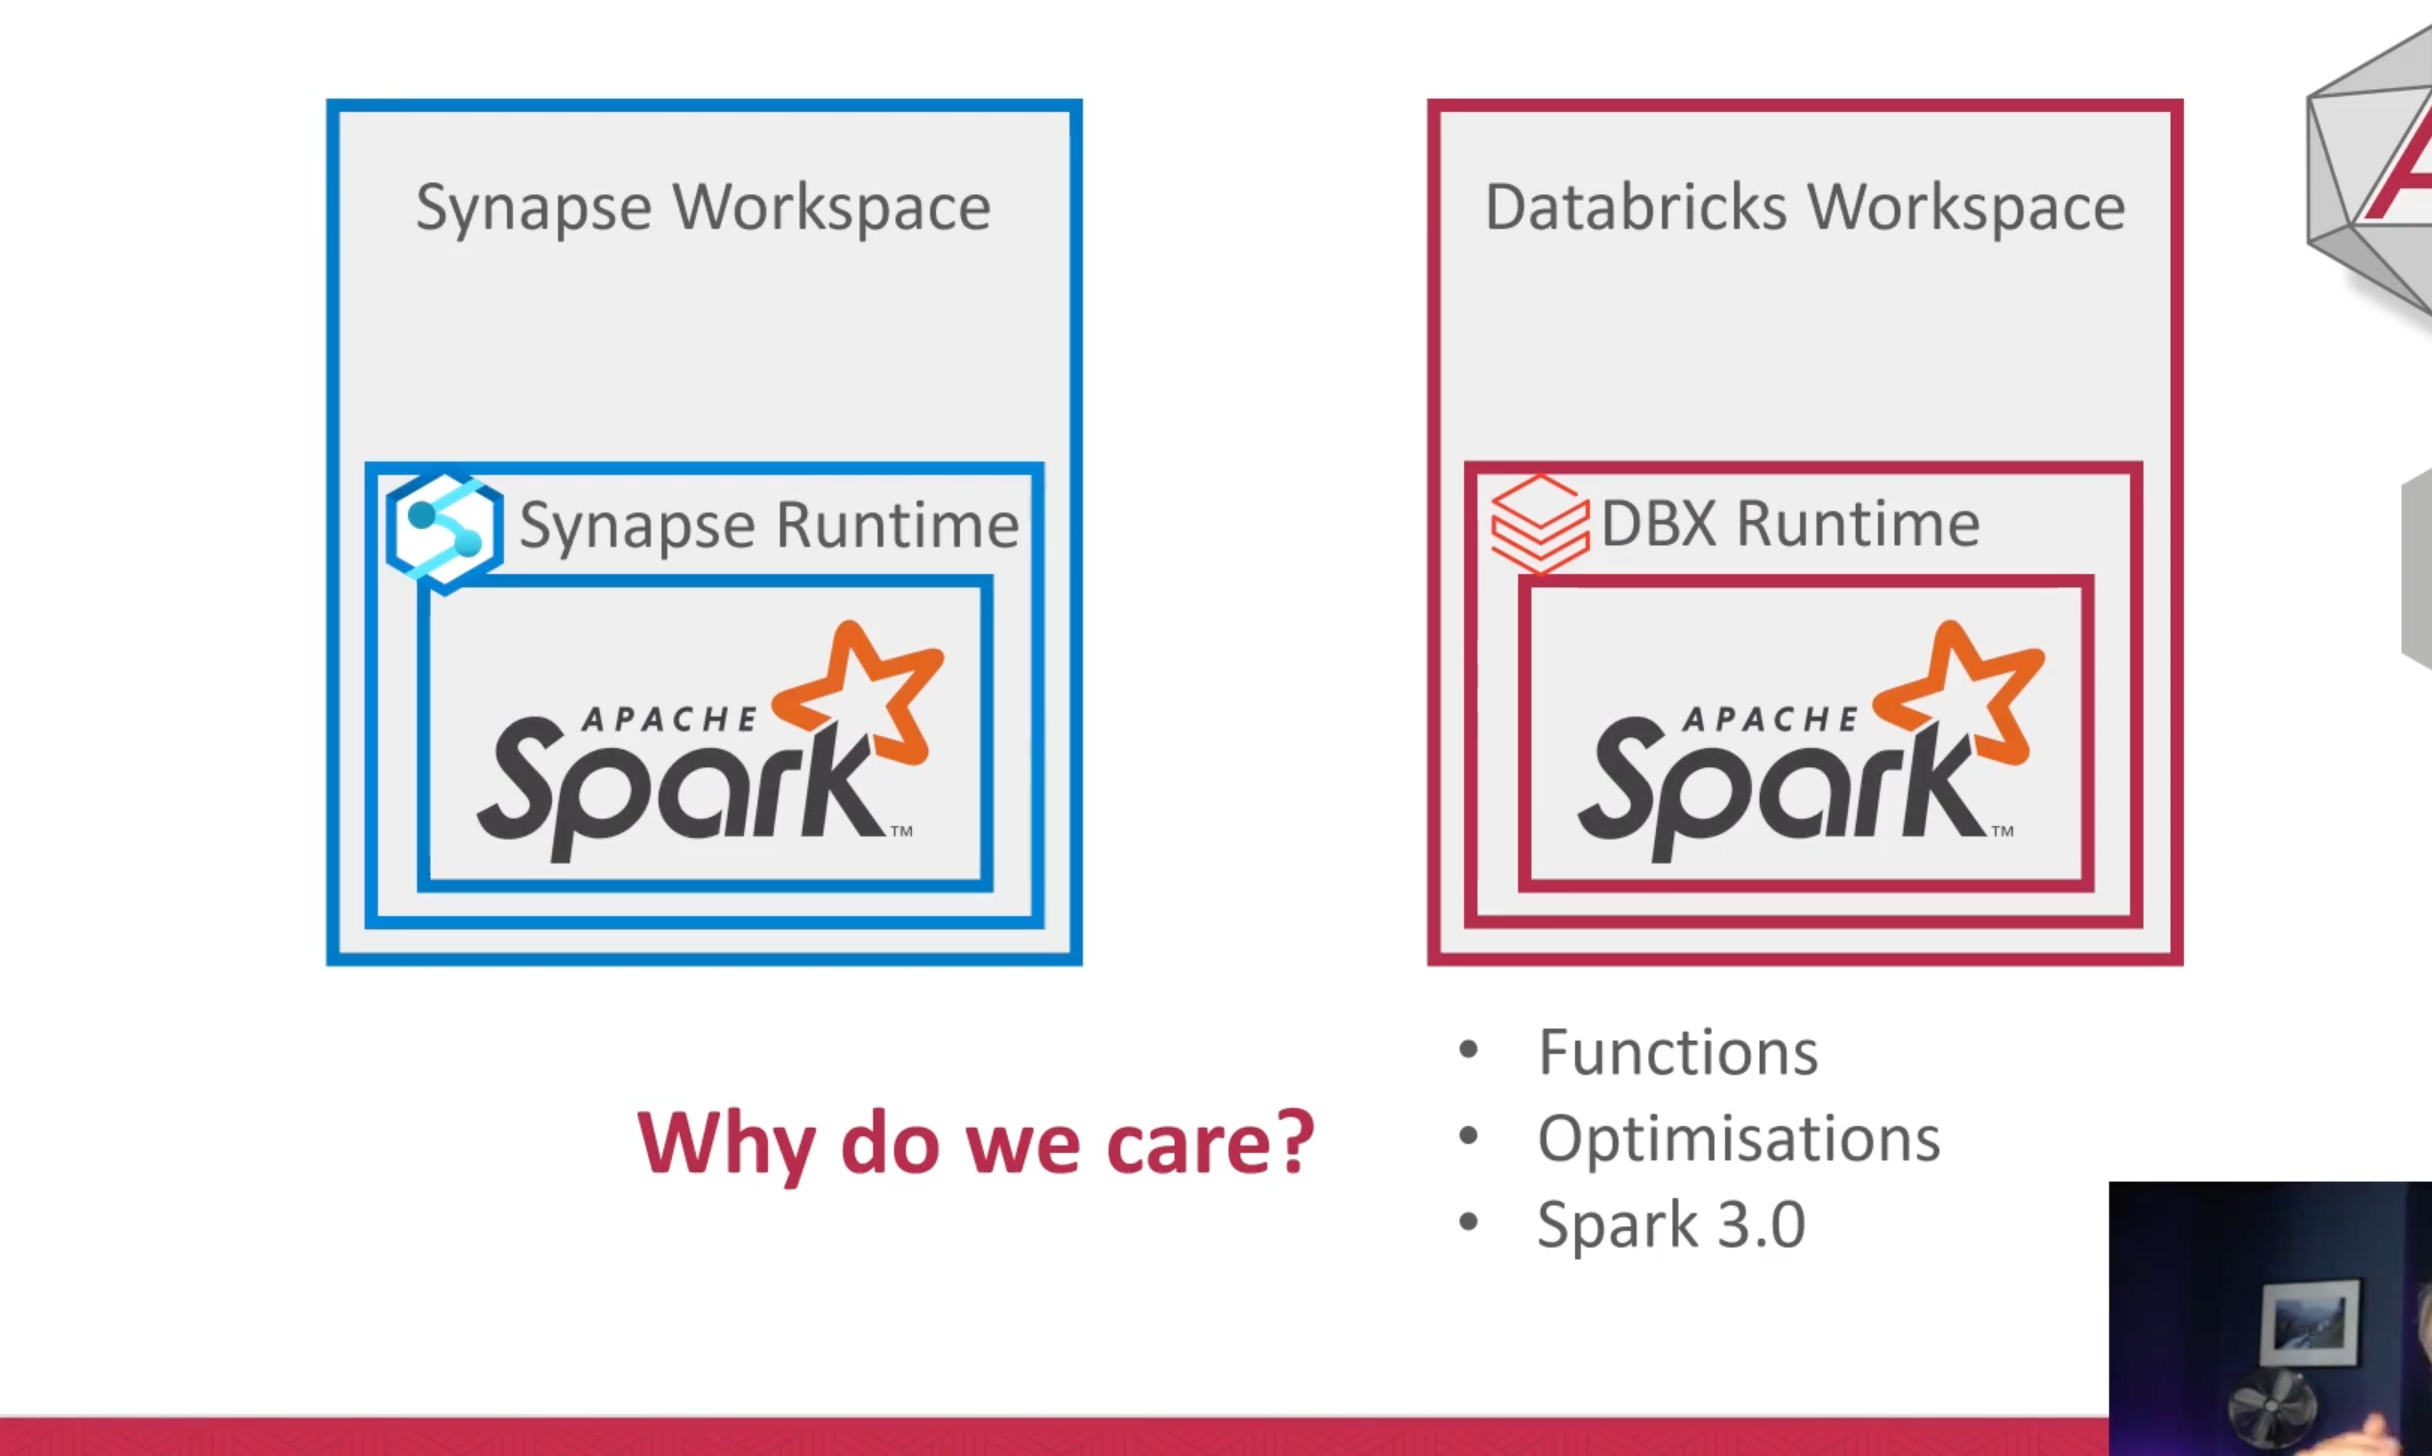 Synapse Workspace
Synapse Runtime
APACHE
Spark™
Databricks Workspace
DBX Runtime
APACHE
Spark™
Why do we care?
• Functions
• Optimisations
• Spark 3.0